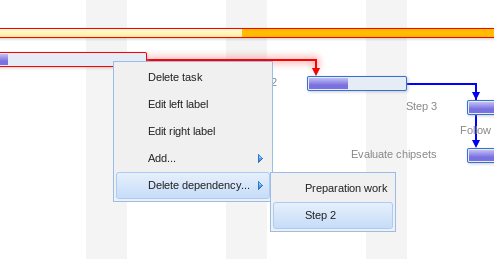 Delete task
2
Edit left label
Step 3
Edit right label
Follow
Add...
Evaluate chipsets
Delete dependency...
Preparation work
Step 2